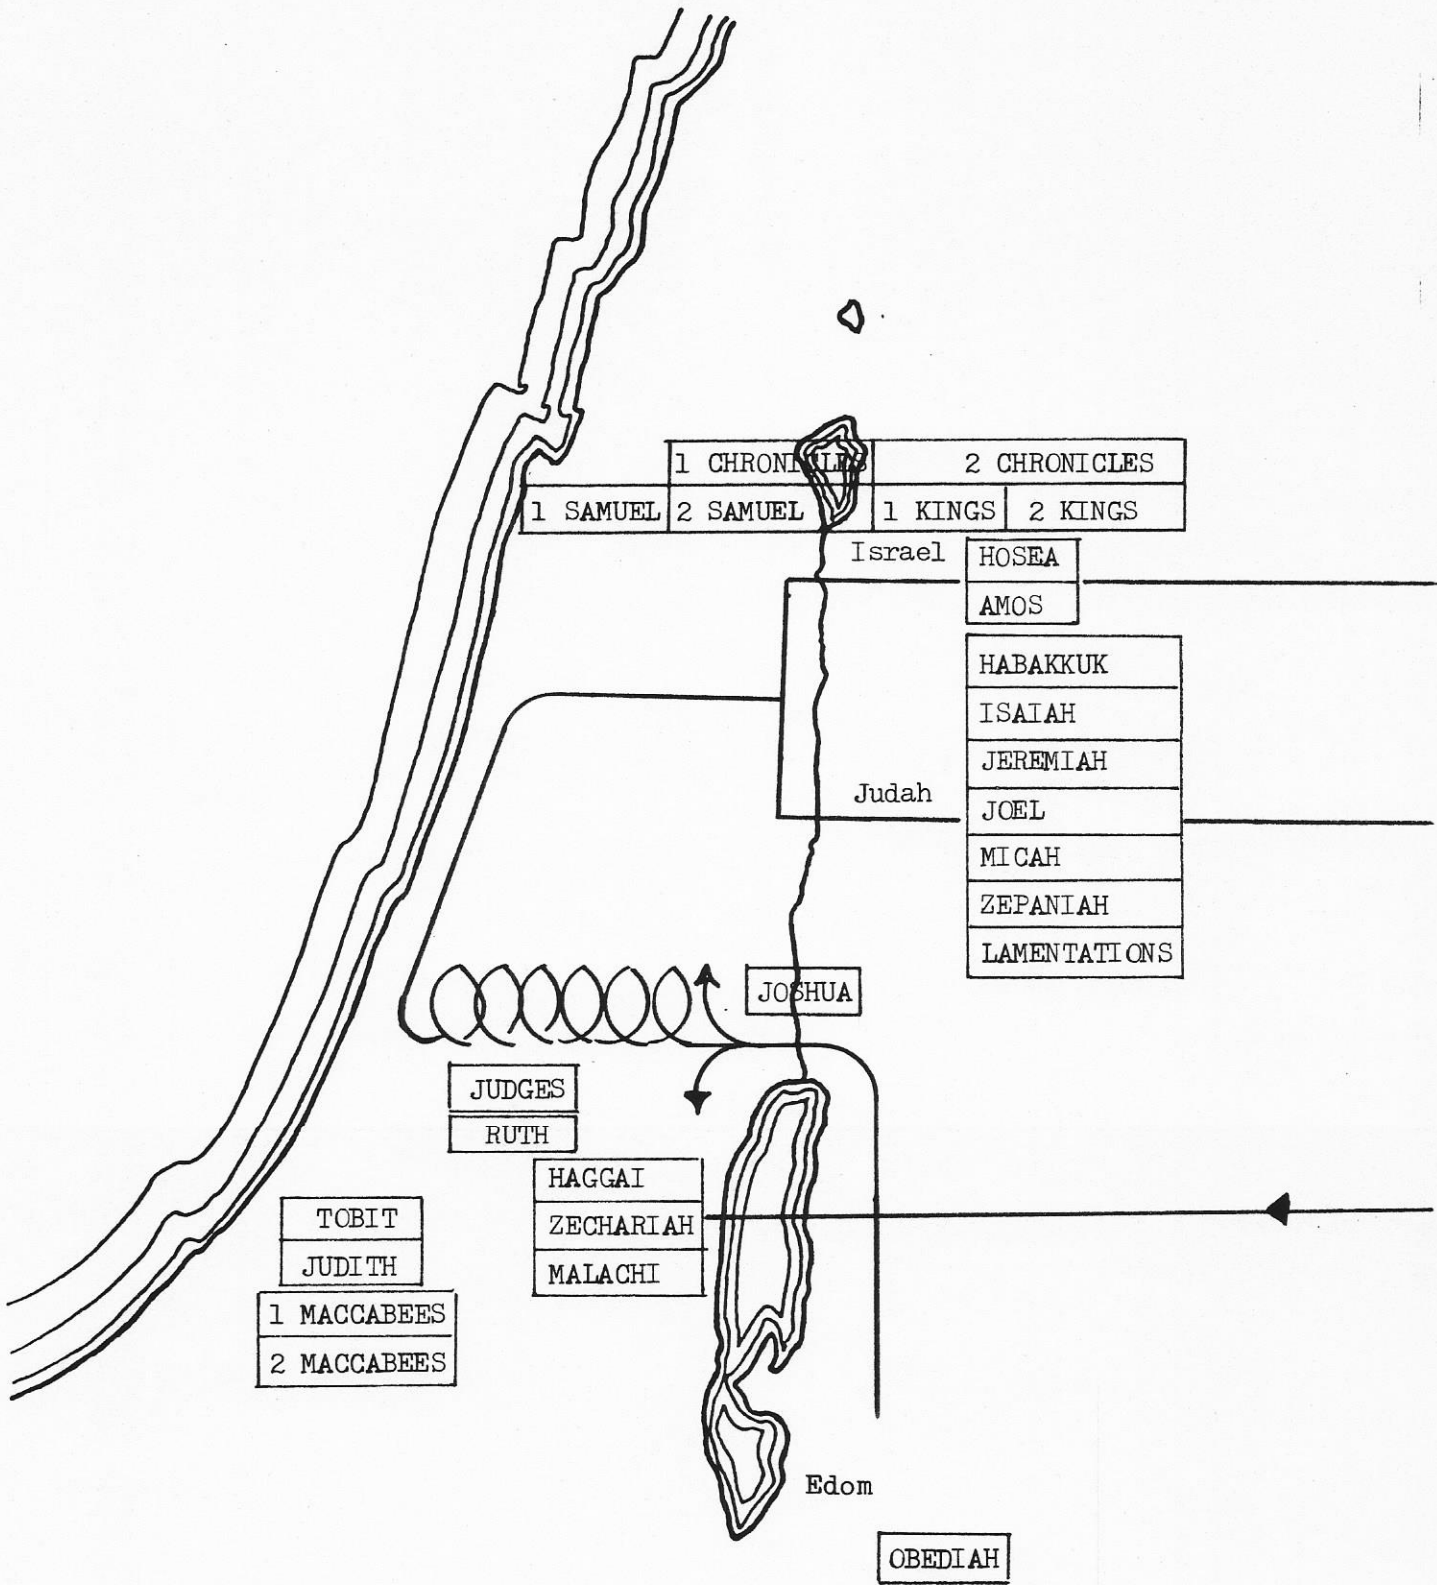 1 CHRONICLES 2 CHRONICLES
1 SAMUEL 2 SAMUEL 1 KINGS 2 KINGS
Israel
HOSEA
AMOS
HABAKKUK
ISAIAH
JEREMIAH
Judah
JOEL
MICAH
ZEPANIAH
LAMENTATIONS
JOSHUA
JUDGES
RUTH
HAGGAI
ZECHARIAH
MALACHI
TOBIT
JUDITH
1 MACCABEES
2 MACCABEES
Edom
OBEDIAH